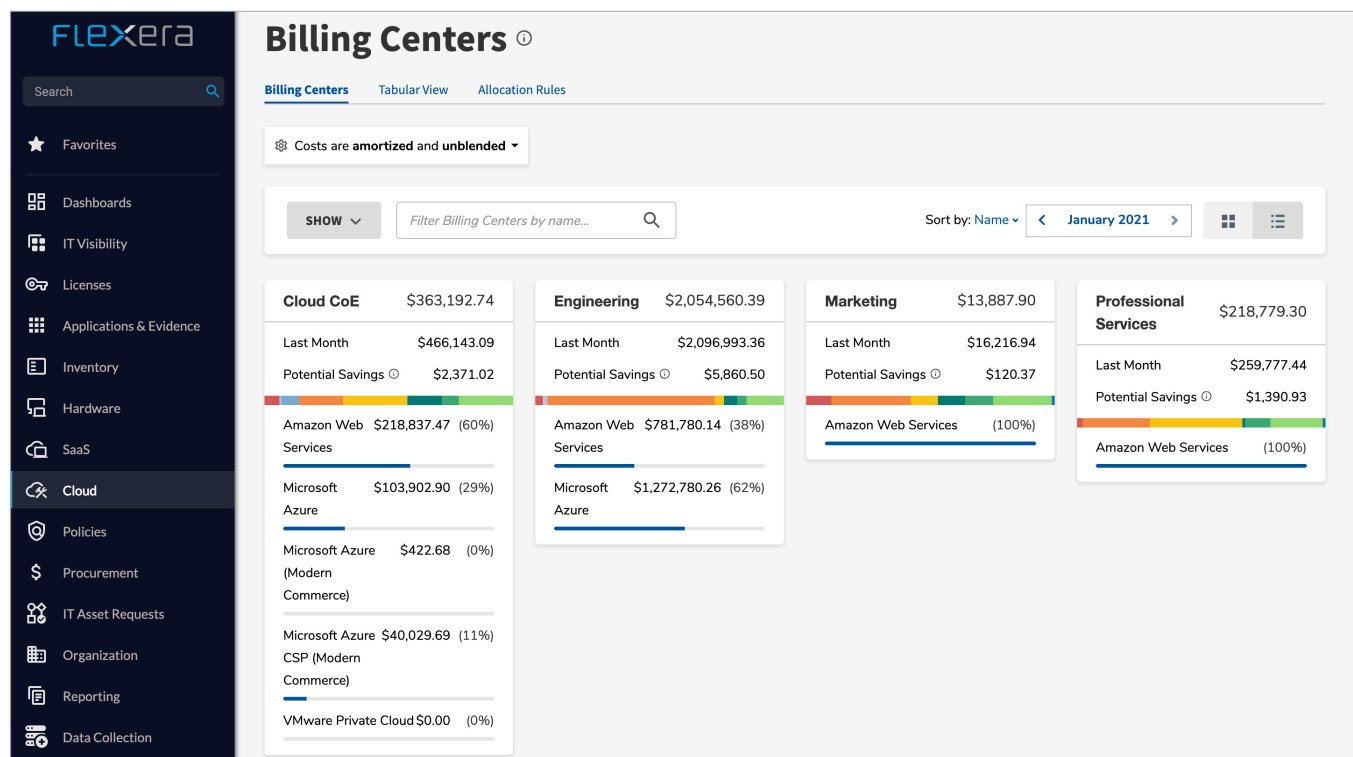 FLEXERA
Search
Favorites
Dashboards
IT Visibility
Licenses
Applications & Evidence
Inventory
Hardware
SaaS
Cloud
Policies
Procurement
IT Asset Requests
Organization
Reporting
Data Collection
Billing Centers
Billing Centers Tabular View Allocation Rules
Costs are amortized and unblended
SHOW Filter Billing Centers by name... Sort by: Name January 2021
Cloud CoE $363,192.74
Last Month $466,143.09
Potential Savings $2,371.02
Amazon Web $218,837.47 (60%)
Services
Microsoft $103,902.90 (29%)
Azure
Microsoft Azure $422.68 (0%)
(Modern
Commerce)
Microsoft Azure $40,029.69 (11%)
CSP (Modern
Commerce)
VMware Private Cloud $0.00 (0%)
Engineering $2,054,560.39
Last Month $2,096,993.36
Potential Savings $5,860.50
Amazon Web $781,780.14 (38%)
Services
Microsoft $1,272,780.26 (62%)
Azure
Marketing $13,887.90
Last Month $16,216.94
Potential Savings $120.37
Amazon Web Services (100%)
Professional
Services $218,779.30
Last Month $259,777.44
Potential Savings $1,390.93
Amazon Web Services (100%)